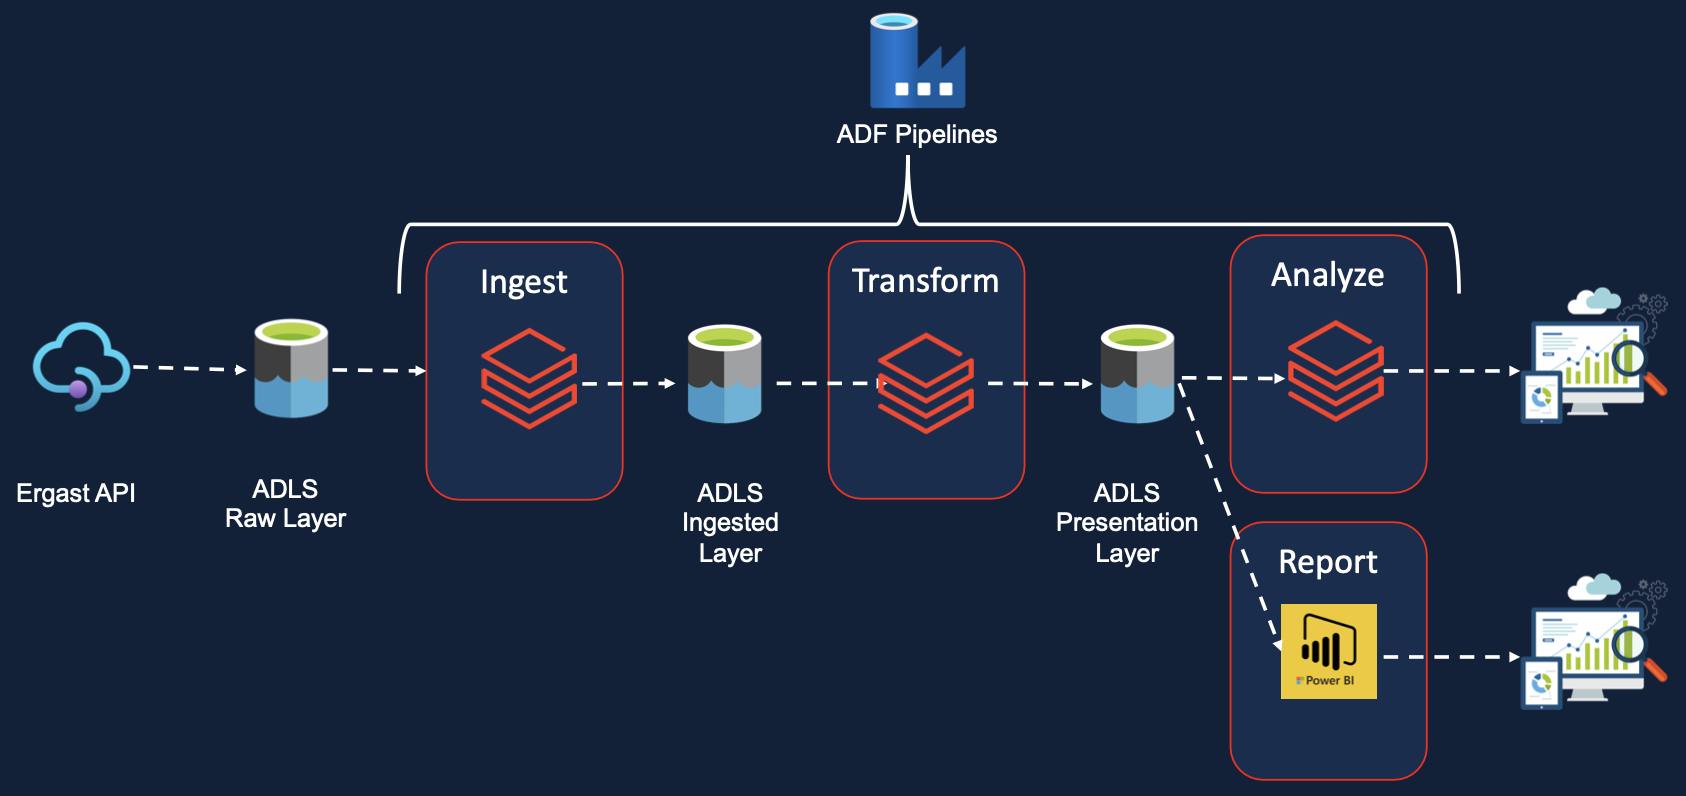 ADF Pipelines
Ingest
Transform
Analyze
Ergast API
ADLS
Raw Layer
ADLS
Ingested
Layer
ADLS
Presentation
Layer
Report
Power BI